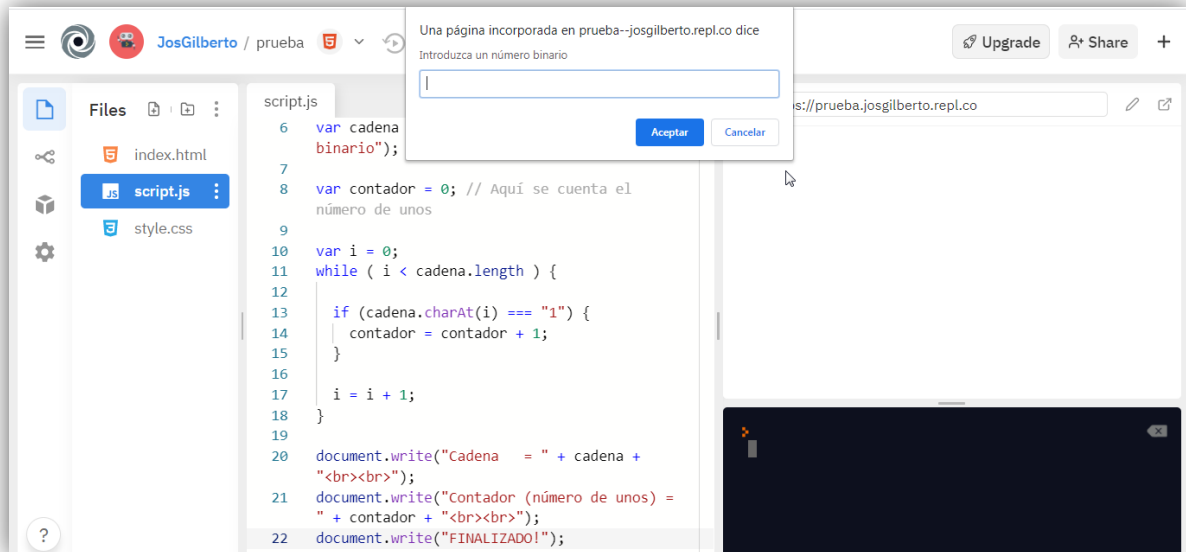 Una página incorporada en prueba--josgilberto.repl.co dice
Introduzca un número binario
Aceptar
Cancelar
JosGilberto / prueba
Upgrade
Share
Files
index.html
script.js
style.css
script.js
6 var cadena
binario");
7
8 var contador = 0; // Aquí se cuenta el
número de unos
9
10 var i = 0;
11 while ( i < cadena.length ) {
12
13 if (cadena.charAt(i) === "1") {
14 contador = contador + 1;
15 }
16
17 i = i + 1;
18 }
19
20 document.write("Cadena   = " + cadena +
"<br><br>");
21 document.write("Contador (número de unos) =
" + contador + "<br><br>");
22 document.write("FINALIZADO!");
s://prueba.josgilberto.repl.co
?